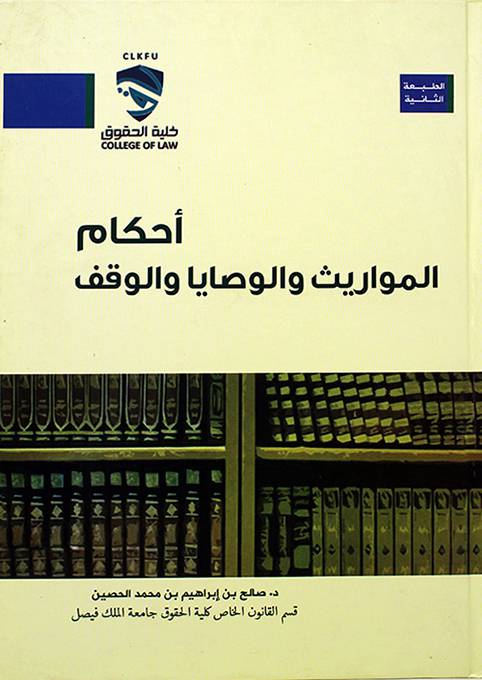 CLKFU
كلية الحقوق
COLLEGE OF LAW
الطبعة
الثانية
أحكام
المواريث والوصايا والوقف
د. صالح بن إبراهيم بن محمد الحصين
قسم القانون الخاص كلية الحقوق جامعة الملك فيصل